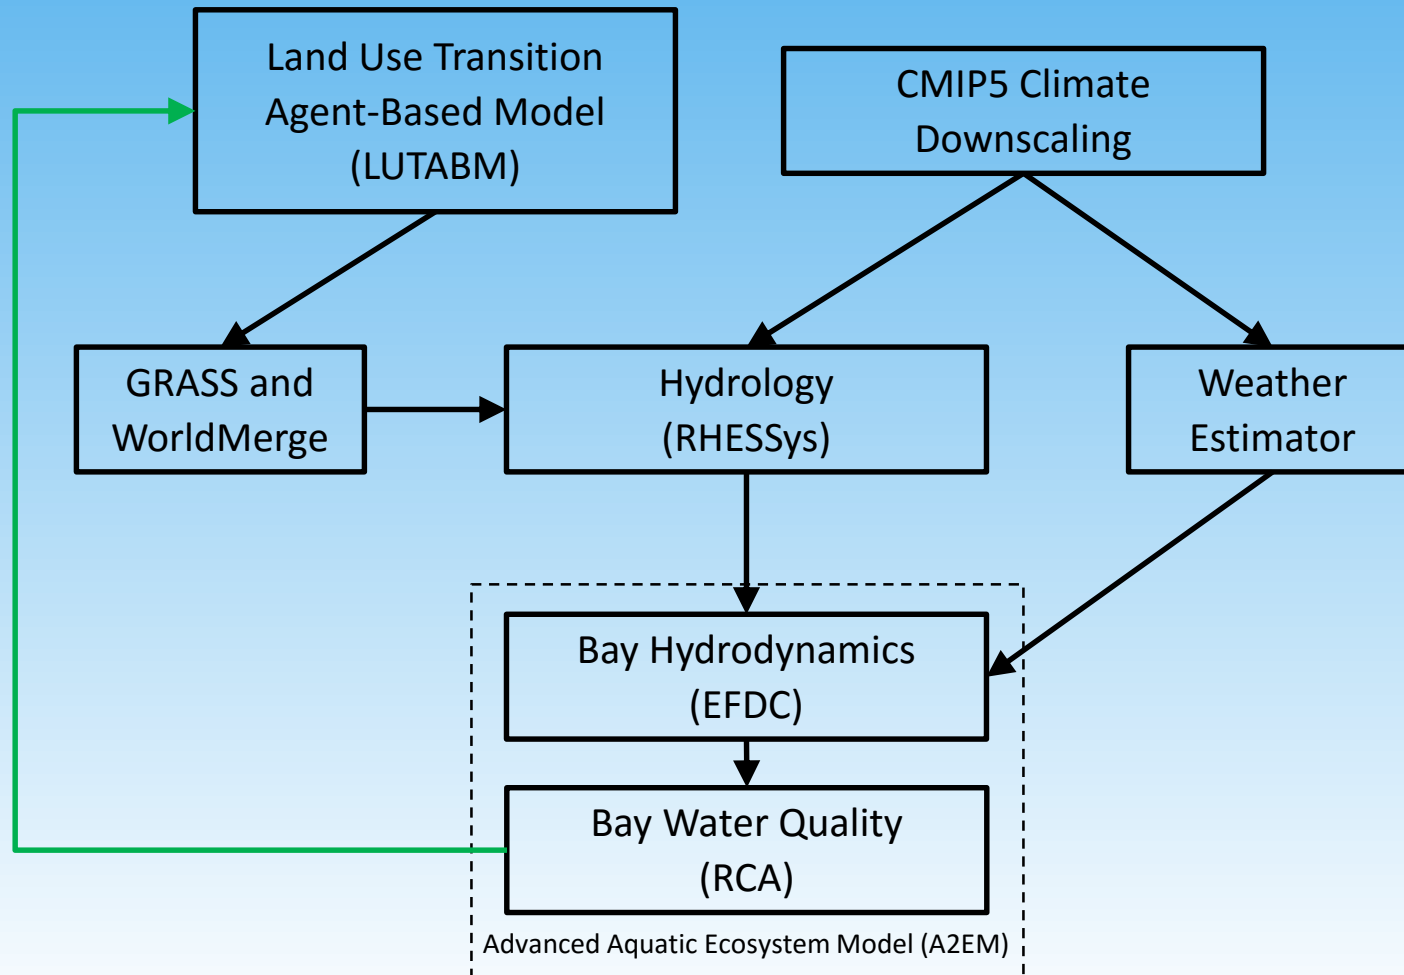 Land Use Transition
Agent-Based Model
(LUTABM)
CMIP5 Climate
Downscaling
GRASS and
WorldMerge
Hydrology
(RHESSys)
Weather
Estimator
Bay Hydrodynamics
(EFDC)
Bay Water Quality
(RCA)
Advanced Aquatic Ecosystem Model (A2EM)